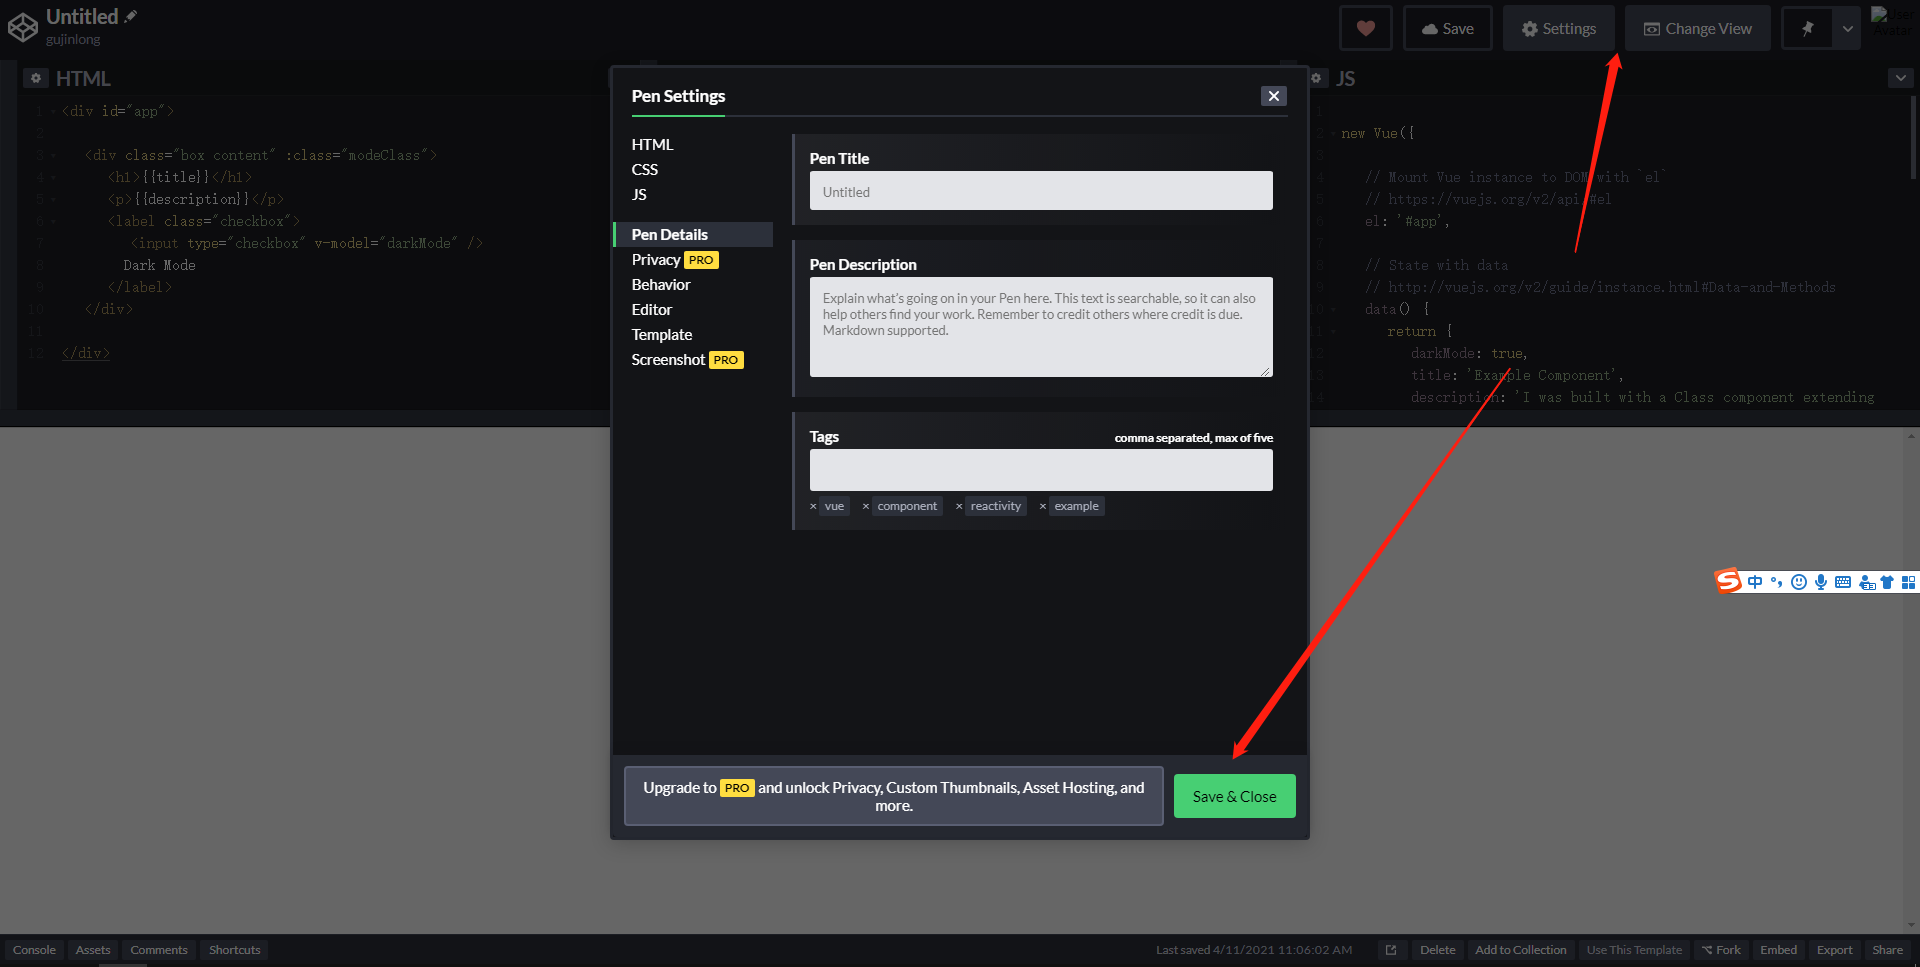 Untitled
gujinlong
Save
Settings
Change View
User Avatar
HTML
1 <div id="app">
2
3 <div class="box content" :class="modeClass">
4 <h1>{{title}}</h1>
5 <p>{{description}}</p>
6 <label class="checkbox">
7 <input type="checkbox" v-model="darkMode" />
8 Dark Mode
9 </label>
10 </div>
11
12 </div>
Pen Settings
HTML
CSS
JS
Pen Details
Privacy PRO
Behavior
Editor
Template
Screenshot PRO
Pen Title
Untitled
Pen Description
Explain what's going on in your Pen here. This text is searchable, so it can also
help others find your work. Remember to credit others where credit is due.
Markdown supported.
Tags
comma separated, max of five
× vue × component × reactivity × example
Upgrade to PRO and unlock Privacy, Custom Thumbnails, Asset Hosting, and
more.
Save & Close
JS
1
2 new Vue({
3
4 // Mount Vue instance to DOM with `el`
5 // https://vuejs.org/v2/api/#el
6 el: '#app',
7
8 // State with data
9 // http://vuejs.org/v2/guide/instance.html#Data-and-Methods
10 data() {
11 return {
12 darkMode: true,
13 title: 'Example Component',
14 description: 'I was built with a Class component extending
S 中
Console
Assets
Comments
Shortcuts
Last saved 4/11/2021 11:06:02 AM
Delete
Add to Collection
Use This Template
Fork
Embed
Export
Share